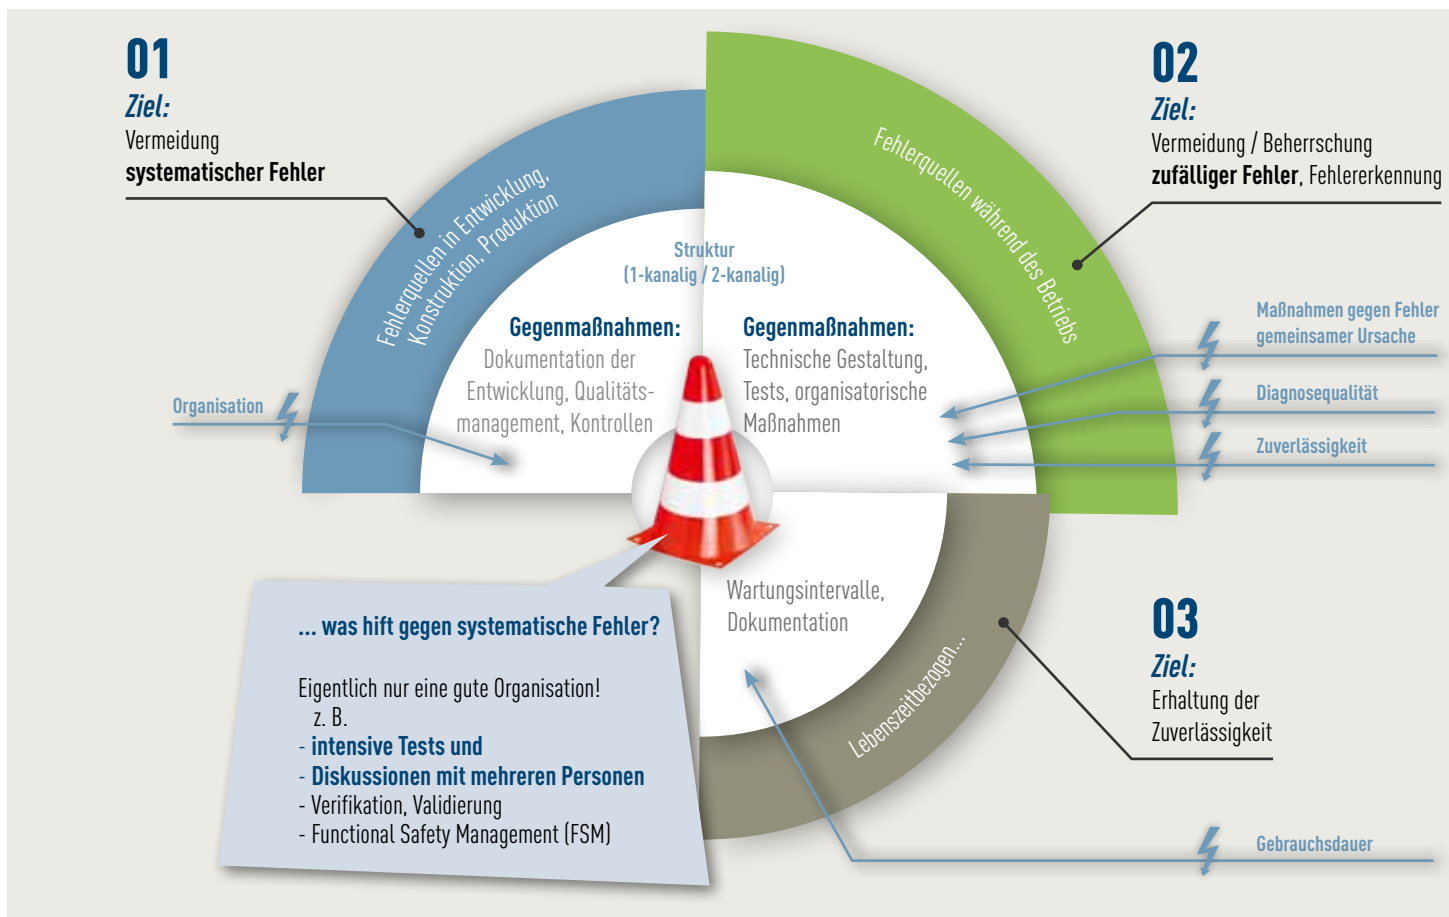 01
Ziel:
Vermeidung
systematischer Fehler
Fehlerquellen in Entwicklung,
Konstruktion, Produktion
Organisation
Struktur
(1-kanalig / 2-kanalig)
Gegenmaßnahmen:
Dokumentation der
Entwicklung, Qualitäts-
management, Kontrollen
02
Ziel:
Vermeidung / Beherrschung
zufälliger Fehler, Fehlererkennung
Fehlerquellen während des Betriebs
Gegenmaßnahmen:
Technische Gestaltung,
Tests, organisatorische
Maßnahmen
Maßnahmen gegen Fehler
gemeinsamer Ursache
Diagnosequalität
Zuverlässigkeit
03
Ziel:
Erhaltung der
Zuverlässigkeit
Lebenszeitbezogen...
Wartungsintervalle,
Dokumentation
Gebrauchsdauer
... was hift gegen systematische Fehler?
Eigentlich nur eine gute Organisation!
z. B.
- intensive Tests und
- Diskussionen mit mehreren Personen
- Verifikation, Validierung
- Functional Safety Management (FSM)